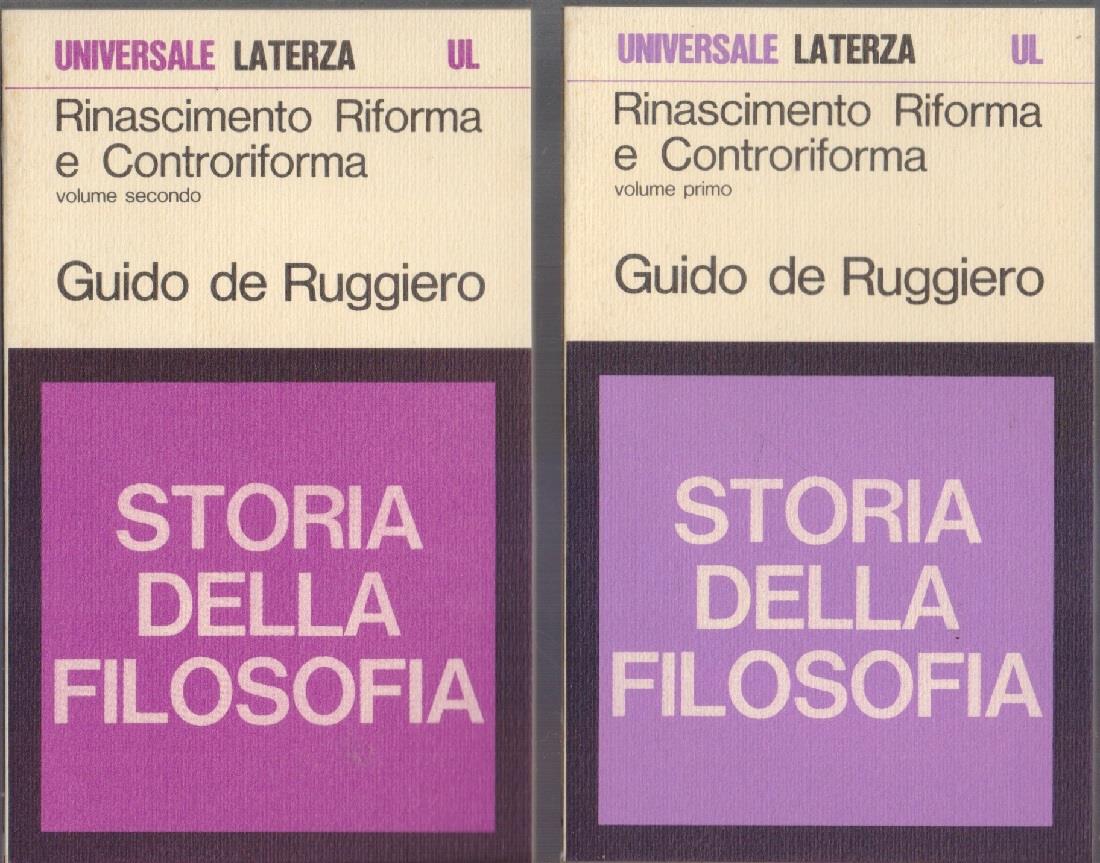 UNIVERSALE LATERZA UL
Rinascimento Riforma
e Controriforma
volume secondo
Guido de Ruggiero
STORIA
DELLA
FILOSOFIA
UNIVERSALE LATERZA UL
Rinascimento Riforma
e Controriforma
volume primo
Guido de Ruggiero
STORIA
DELLA
FILOSOFIA